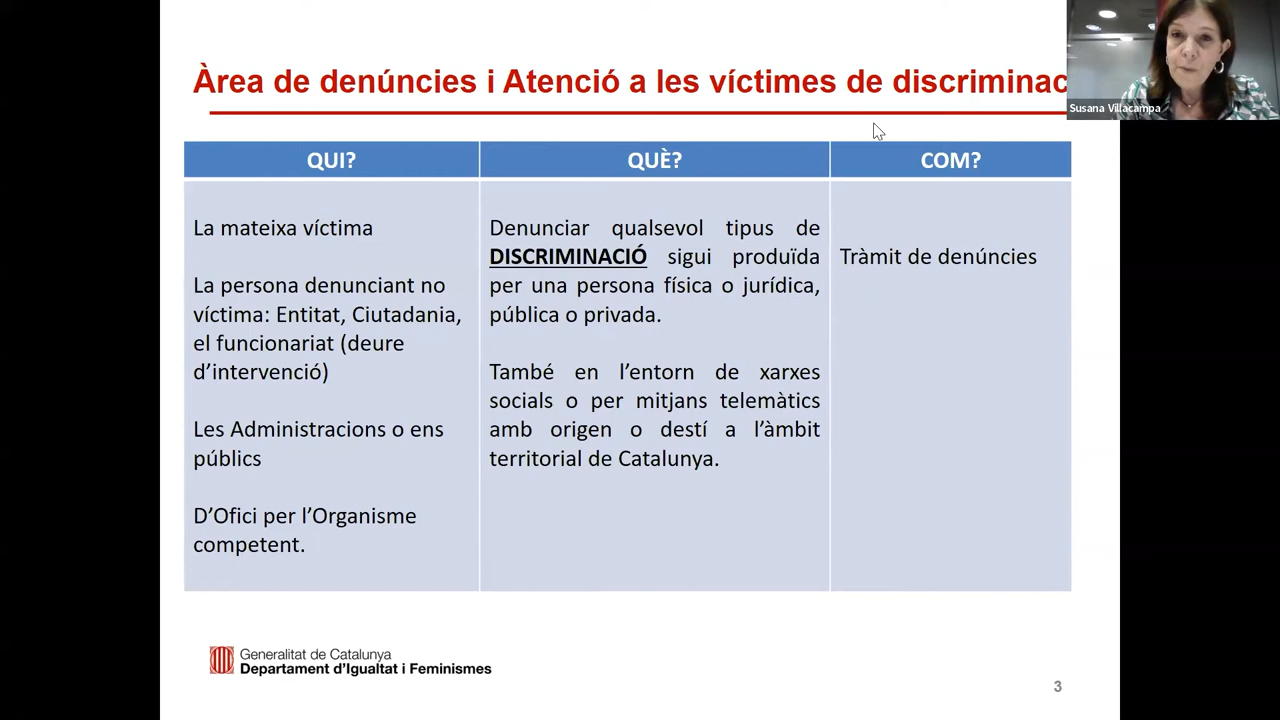 Àrea de denúncies i Atenció a les víctimes de discriminac
Susana Villacampa
QUI?
QUÈ?
COM?
La mateixa víctima
La persona denunciant no
víctima: Entitat, Ciutadania,
el funcionariat (deure
d’intervenció)
Les Administracions o ens
públics
D’Ofici per l’Organisme
competent.
Denunciar qualsevol tipus de
DISCRIMINACIÓ sigui produïda
per una persona física o jurídica,
pública o privada.
També en l’entorn de xarxes
socials o per mitjans telemàtics
amb origen o destí a l’àmbit
territorial de Catalunya.
Tràmit de denúncies
Generalitat de Catalunya
Departament d’Igualtat i Feminismes
3